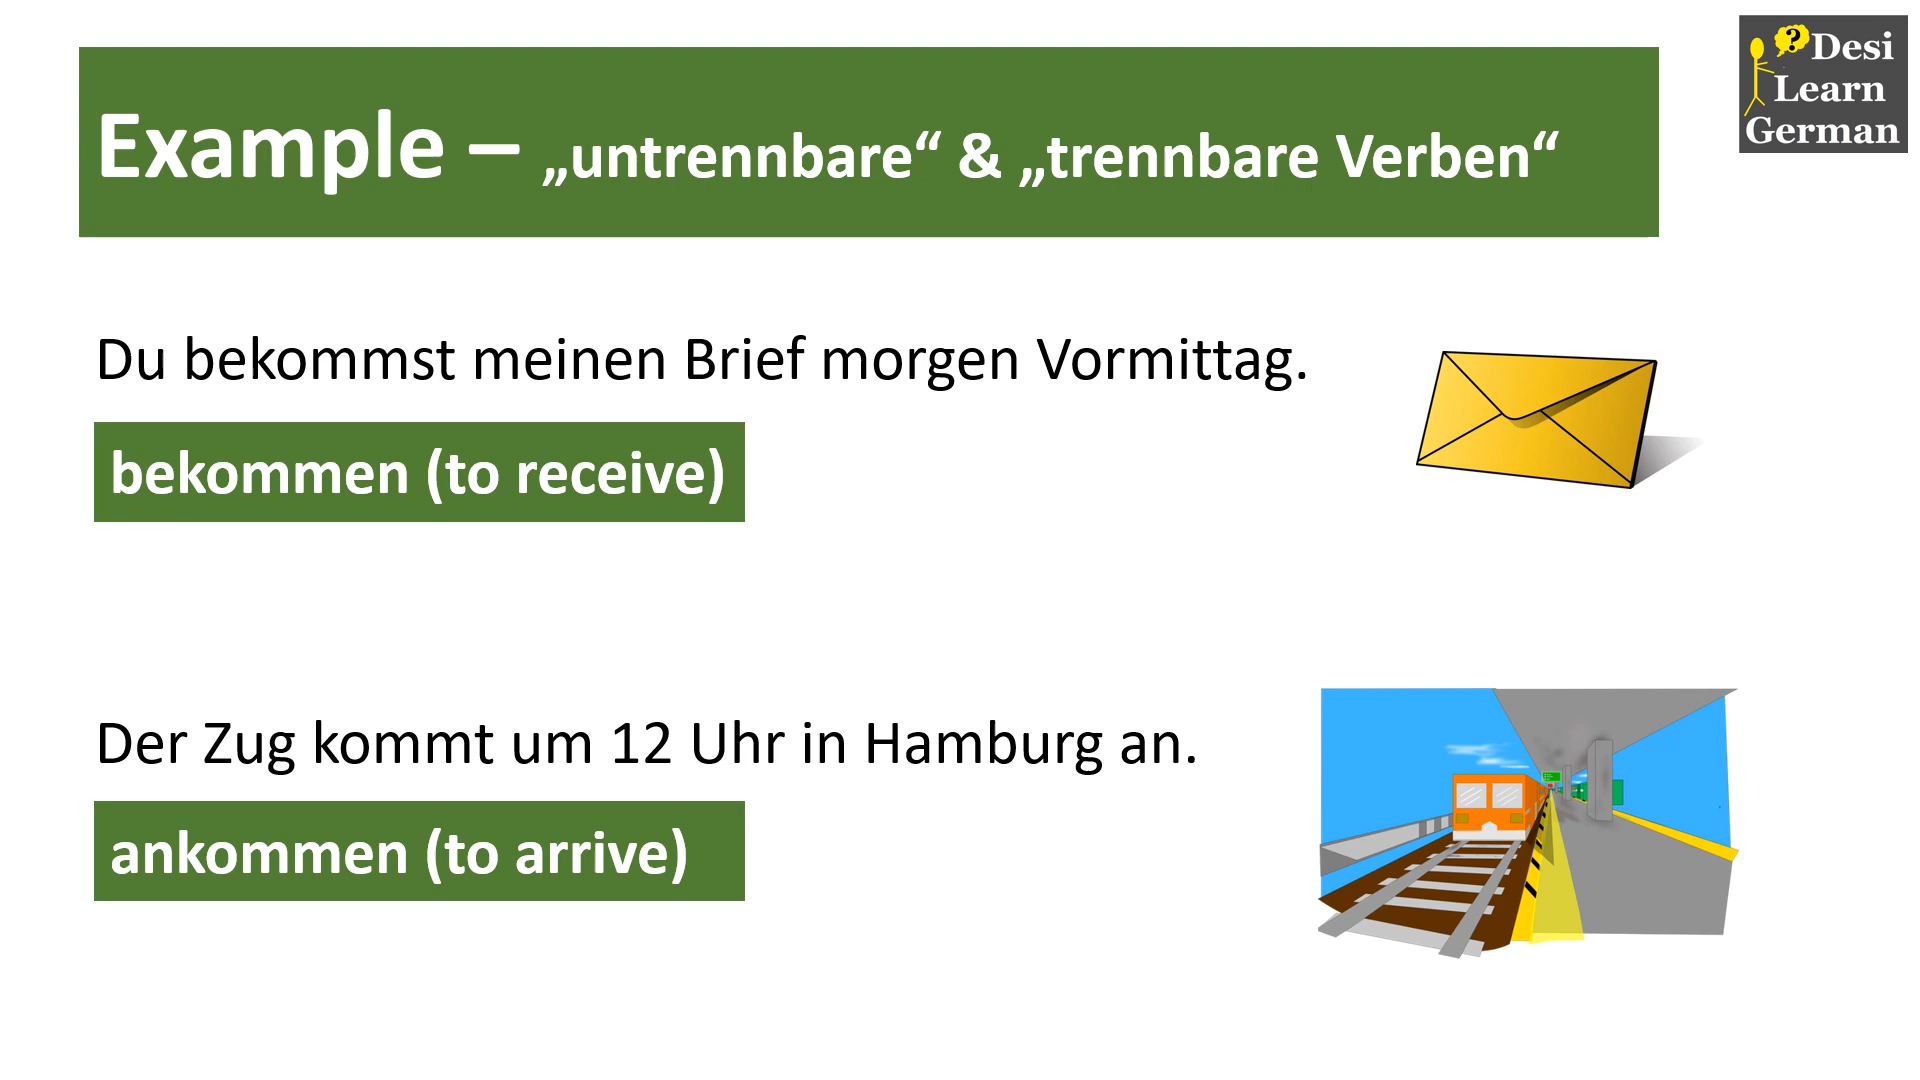 Example – „untrennbare“ & „trennbare Verben“
? Desi
Learn
German
Du bekommst meinen Brief morgen Vormittag.
bekommen (to receive)
Der Zug kommt um 12 Uhr in Hamburg an.
ankommen (to arrive)